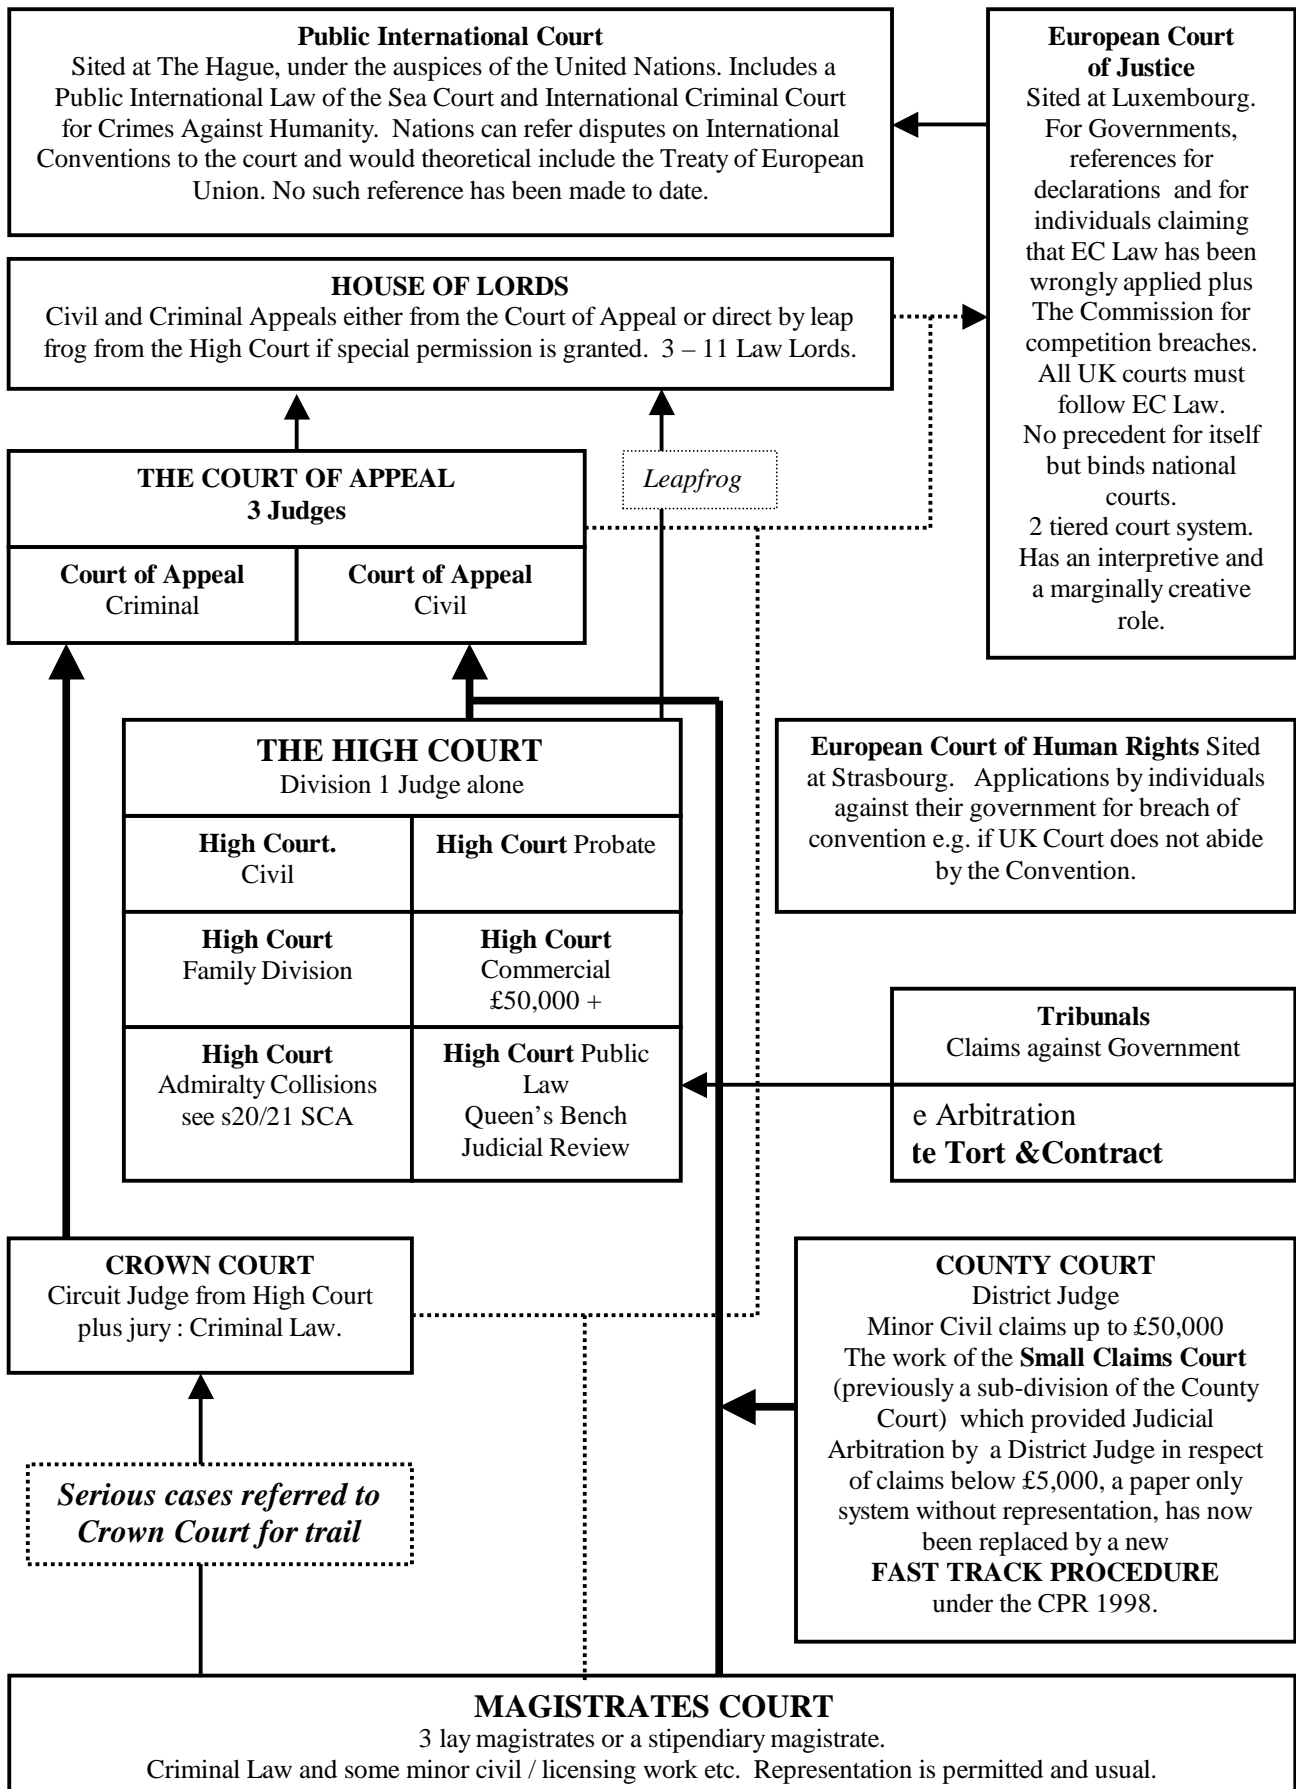 Public International Court
Sited at The Hague, under the auspices of the United Nations. Includes a
Public International Law of the Sea Court and International Criminal Court
for Crimes Against Humanity. Nations can refer disputes on International
Conventions to the court and would theoretical include the Treaty of European
Union. No such reference has been made to date.
European Court
of Justice
Sited at Luxembourg.
For Governments,
references for
declarations and for
individuals claiming
that EC Law has been
wrongly applied plus
The Commission for
competition breaches.
All UK courts must
follow EC Law.
No precedent for itself
but binds national
courts.
2 tiered court system.
Has an interpretive and
a marginally creative
role.
HOUSE OF LORDS
Civil and Criminal Appeals either from the Court of Appeal or direct by leap
frog from the High Court if special permission is granted. 3 – 11 Law Lords.
THE COURT OF APPEAL
3 Judges
Leapfrog
Court of Appeal
Criminal
Court of Appeal
Civil
THE HIGH COURT
Division 1 Judge alone
High Court.
Civil
High Court Probate
High Court
Family Division
High Court
Commercial
£50,000 +
High Court
Admiralty Collisions
see s20/21 SCA
High Court Public
Law
Queen's Bench
Judicial Review
European Court of Human Rights Sited
at Strasbourg. Applications by individuals
against their government for breach of
convention e.g. if UK Court does not abide
by the Convention.
Tribunals
Claims against Government
e Arbitration
te Tort &Contract
CROWN COURT
Circuit Judge from High Court
plus jury : Criminal Law.
COUNTY COURT
District Judge
Minor Civil claims up to £50,000
The work of the Small Claims Court
(previously a sub-division of the County
Court) which provided Judicial
Arbitration by a District Judge in respect
of claims below £5,000, a paper only
system without representation, has now
been replaced by a new
FAST TRACK PROCEDURE
under the CPR 1998.
Serious cases referred to
Crown Court for trail
MAGISTRATES COURT
3 lay magistrates or a stipendiary magistrate.
Criminal Law and some minor civil / licensing work etc. Representation is permitted and usual.